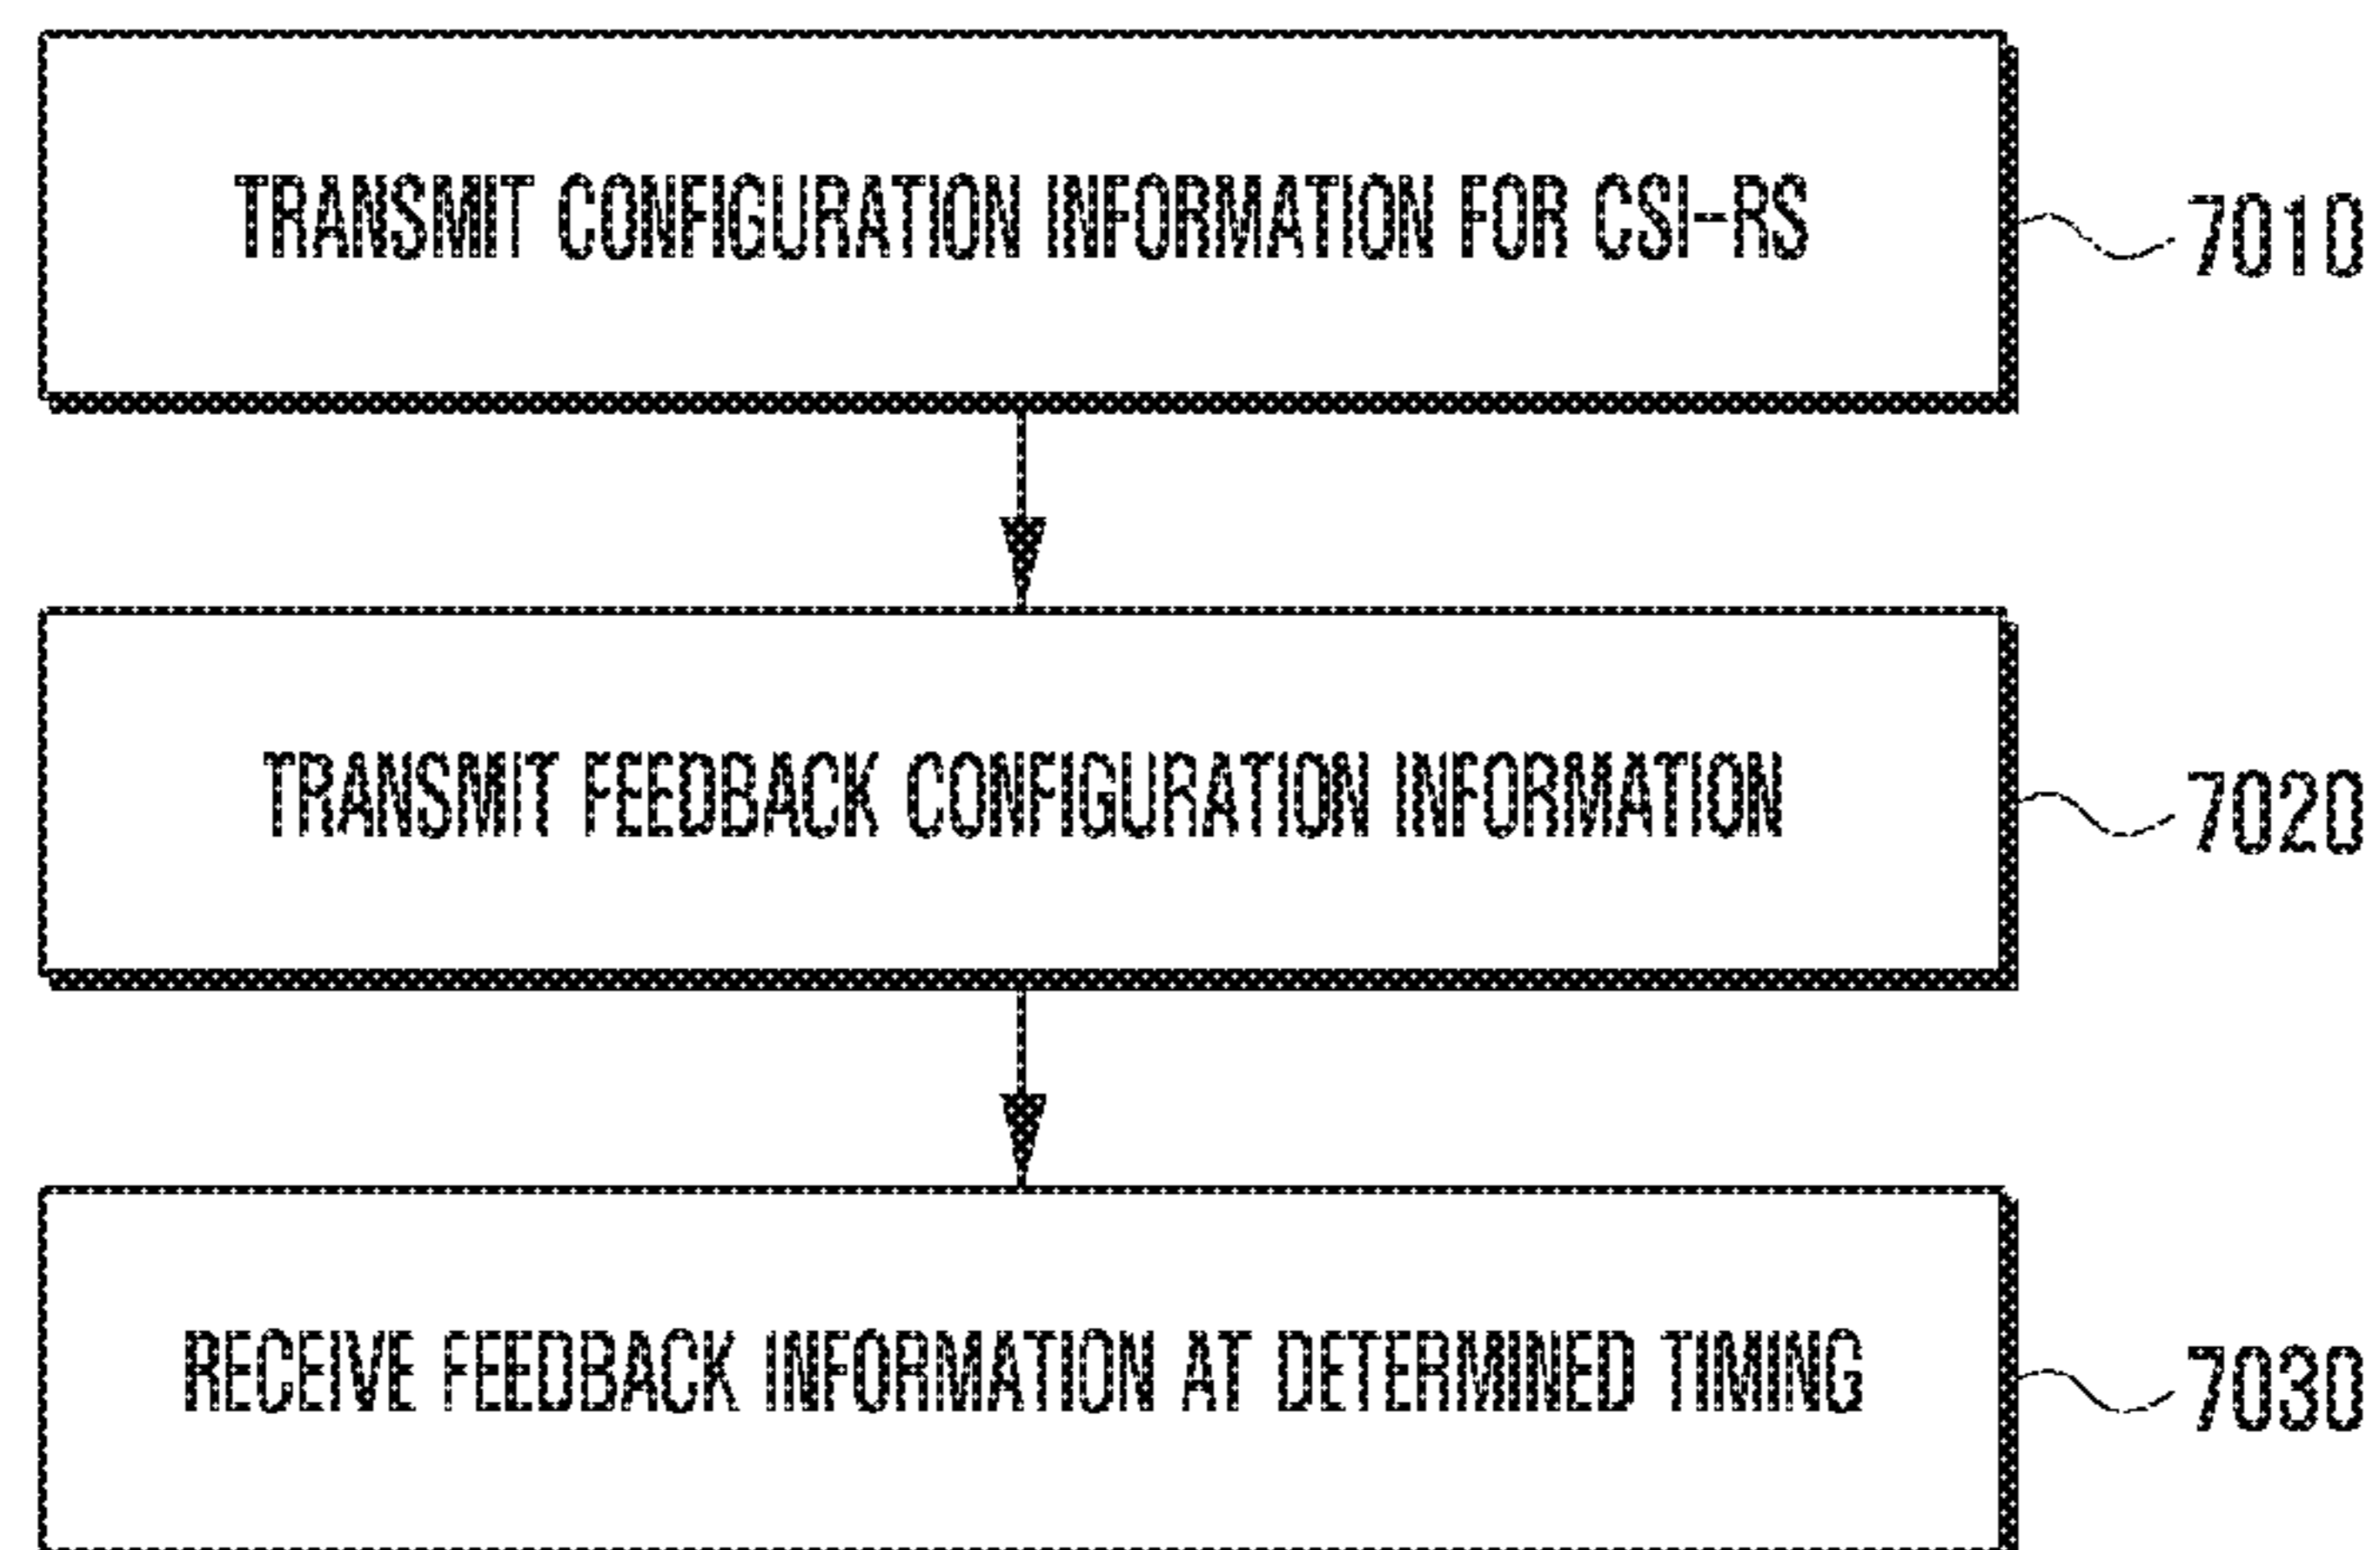 TRANSMIT CONFIGURATION INFORMATION FOR CSI-RS
7010
TRANSMIT FEEDBACK CONFIGURATION INFORMATION
7020
RECEIVE FEEDBACK INFORMATION AT DETERMINED TIMING
7030